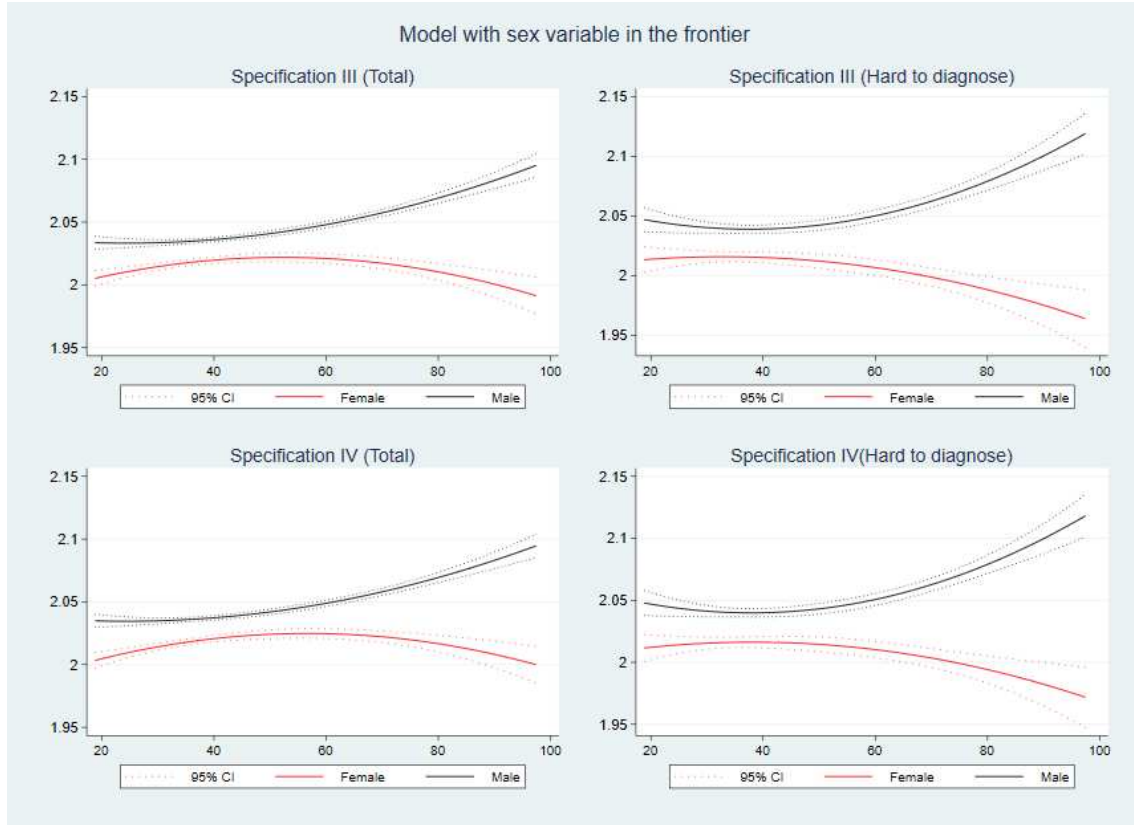 Model with sex variable in the frontier
Specification III (Total)
2.15
2.1
2.05
2
1.95
20 40 60 80 100
95% CI Female Male
Specification III (Hard to diagnose)
2.15
2.1
2.05
2
1.95
20 40 60 80 100
95% CI Female Male
Specification IV (Total)
2.15
2.1
2.05
2
1.95
20 40 60 80 100
95% CI Female Male
Specification IV(Hard to diagnose)
2.15
2.1
2.05
2
1.95
20 40 60 80 100
95% CI Female Male